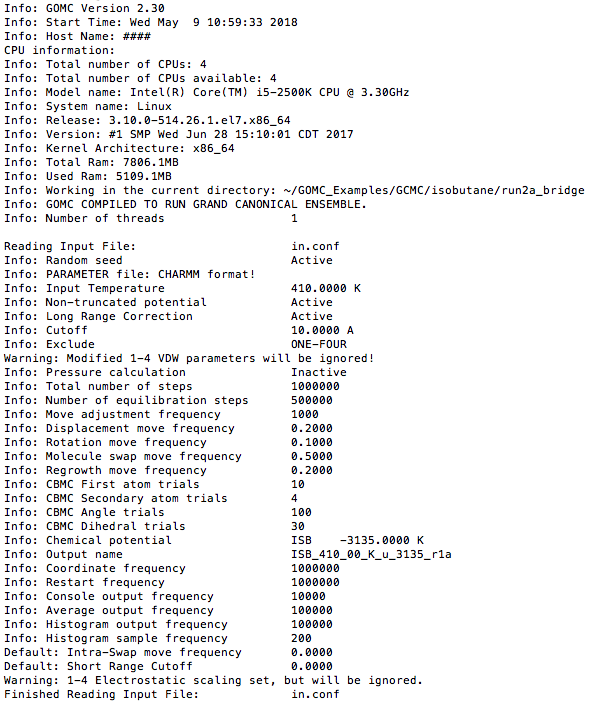 Info: GOMC Version 2.30
Info: Start Time: Wed May  9 10:59:33 2018
Info: Host Name: ####
CPU information:
Info: Total number of CPUs: 4
Info: Total number of CPUs available: 4
Info: Model name: Intel(R) Core(TM) i5-2500K CPU @ 3.30GHz
Info: System name: Linux
Info: Release: 3.10.0-514.26.1.el7.x86_64
Info: Version: #1 SMP Wed Jun 28 15:10:01 CDT 2017
Info: Kernel Architecture: x86_64
Info: Total Ram: 7806.1MB
Info: Used Ram: 5109.1MB
Info: Working in the current directory: ~/GOMC_Examples/GCMC/isobutane/run2a_bridge
Info: GOMC COMPILED TO RUN GRAND CANONICAL ENSEMBLE.
Info: Number of threads                  1

Reading Input File:                      in.conf
Info: Random seed                        Active
Info: PARAMETER file: CHARMM format!
Info: Input Temperature                  410.0000 K
Info: Non-truncated potential            Active
Info: Long Range Correction              Active
Info: Cutoff                             10.0000 A
Info: Exclude                            ONE-FOUR
Warning: Modified 1-4 VDW parameters will be ignored!
Info: Pressure calculation               Inactive
Info: Total number of steps              1000000
Info: Number of equilibration steps      500000
Info: Move adjustment frequency          1000
Info: Displacement move frequency        0.2000
Info: Rotation move frequency            0.1000
Info: Molecule swap move frequency       0.5000
Info: Regrowth move frequency            0.2000
Info: CBMC First atom trials             10
Info: CBMC Secondary atom trials         4
Info: CBMC Angle trials                  100
Info: CBMC Dihedral trials               30
Info: Chemical potential                 ISB    -3135.0000 K
Info: Output name                        ISB_410_00_K_u_3135_r1a
Info: Coordinate frequency               1000000
Info: Restart frequency                  1000000
Info: Console output frequency           10000
Info: Average output frequency           100000
Info: Histogram output frequency         100000
Info: Histogram sample frequency         200
Default: Intra-Swap move frequency       0.0000
Default: Short Range Cutoff              0.0000
Warning: 1-4 Electrostatic scaling set, but will be ignored.
Finished Reading Input File:             in.conf